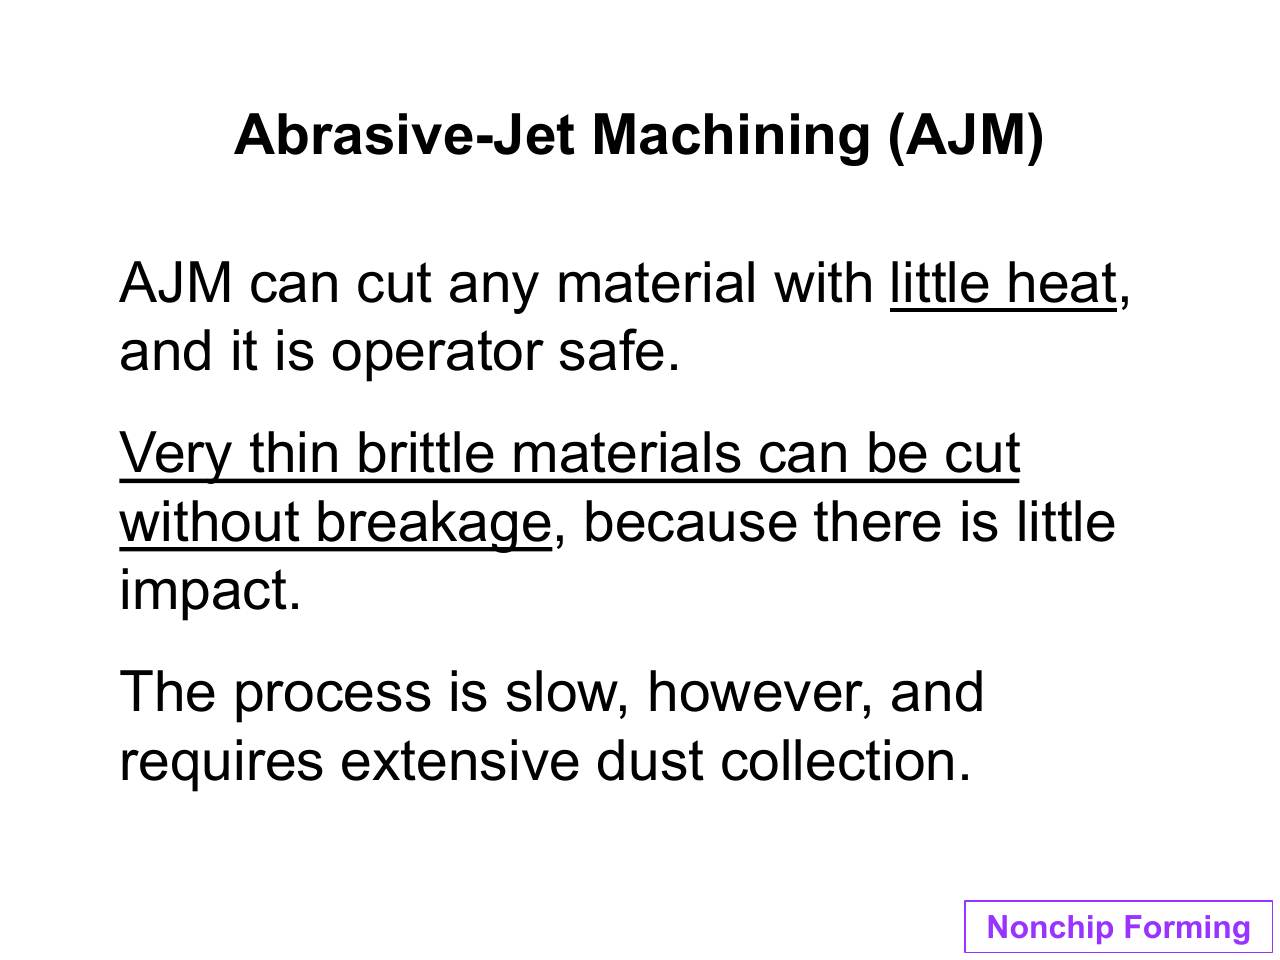 Abrasive-Jet Machining (AJM)
AJM can cut any material with little heat,
and it is operator safe.
Very thin brittle materials can be cut
without breakage, because there is little
impact.
The process is slow, however, and
requires extensive dust collection.
Nonchip Forming